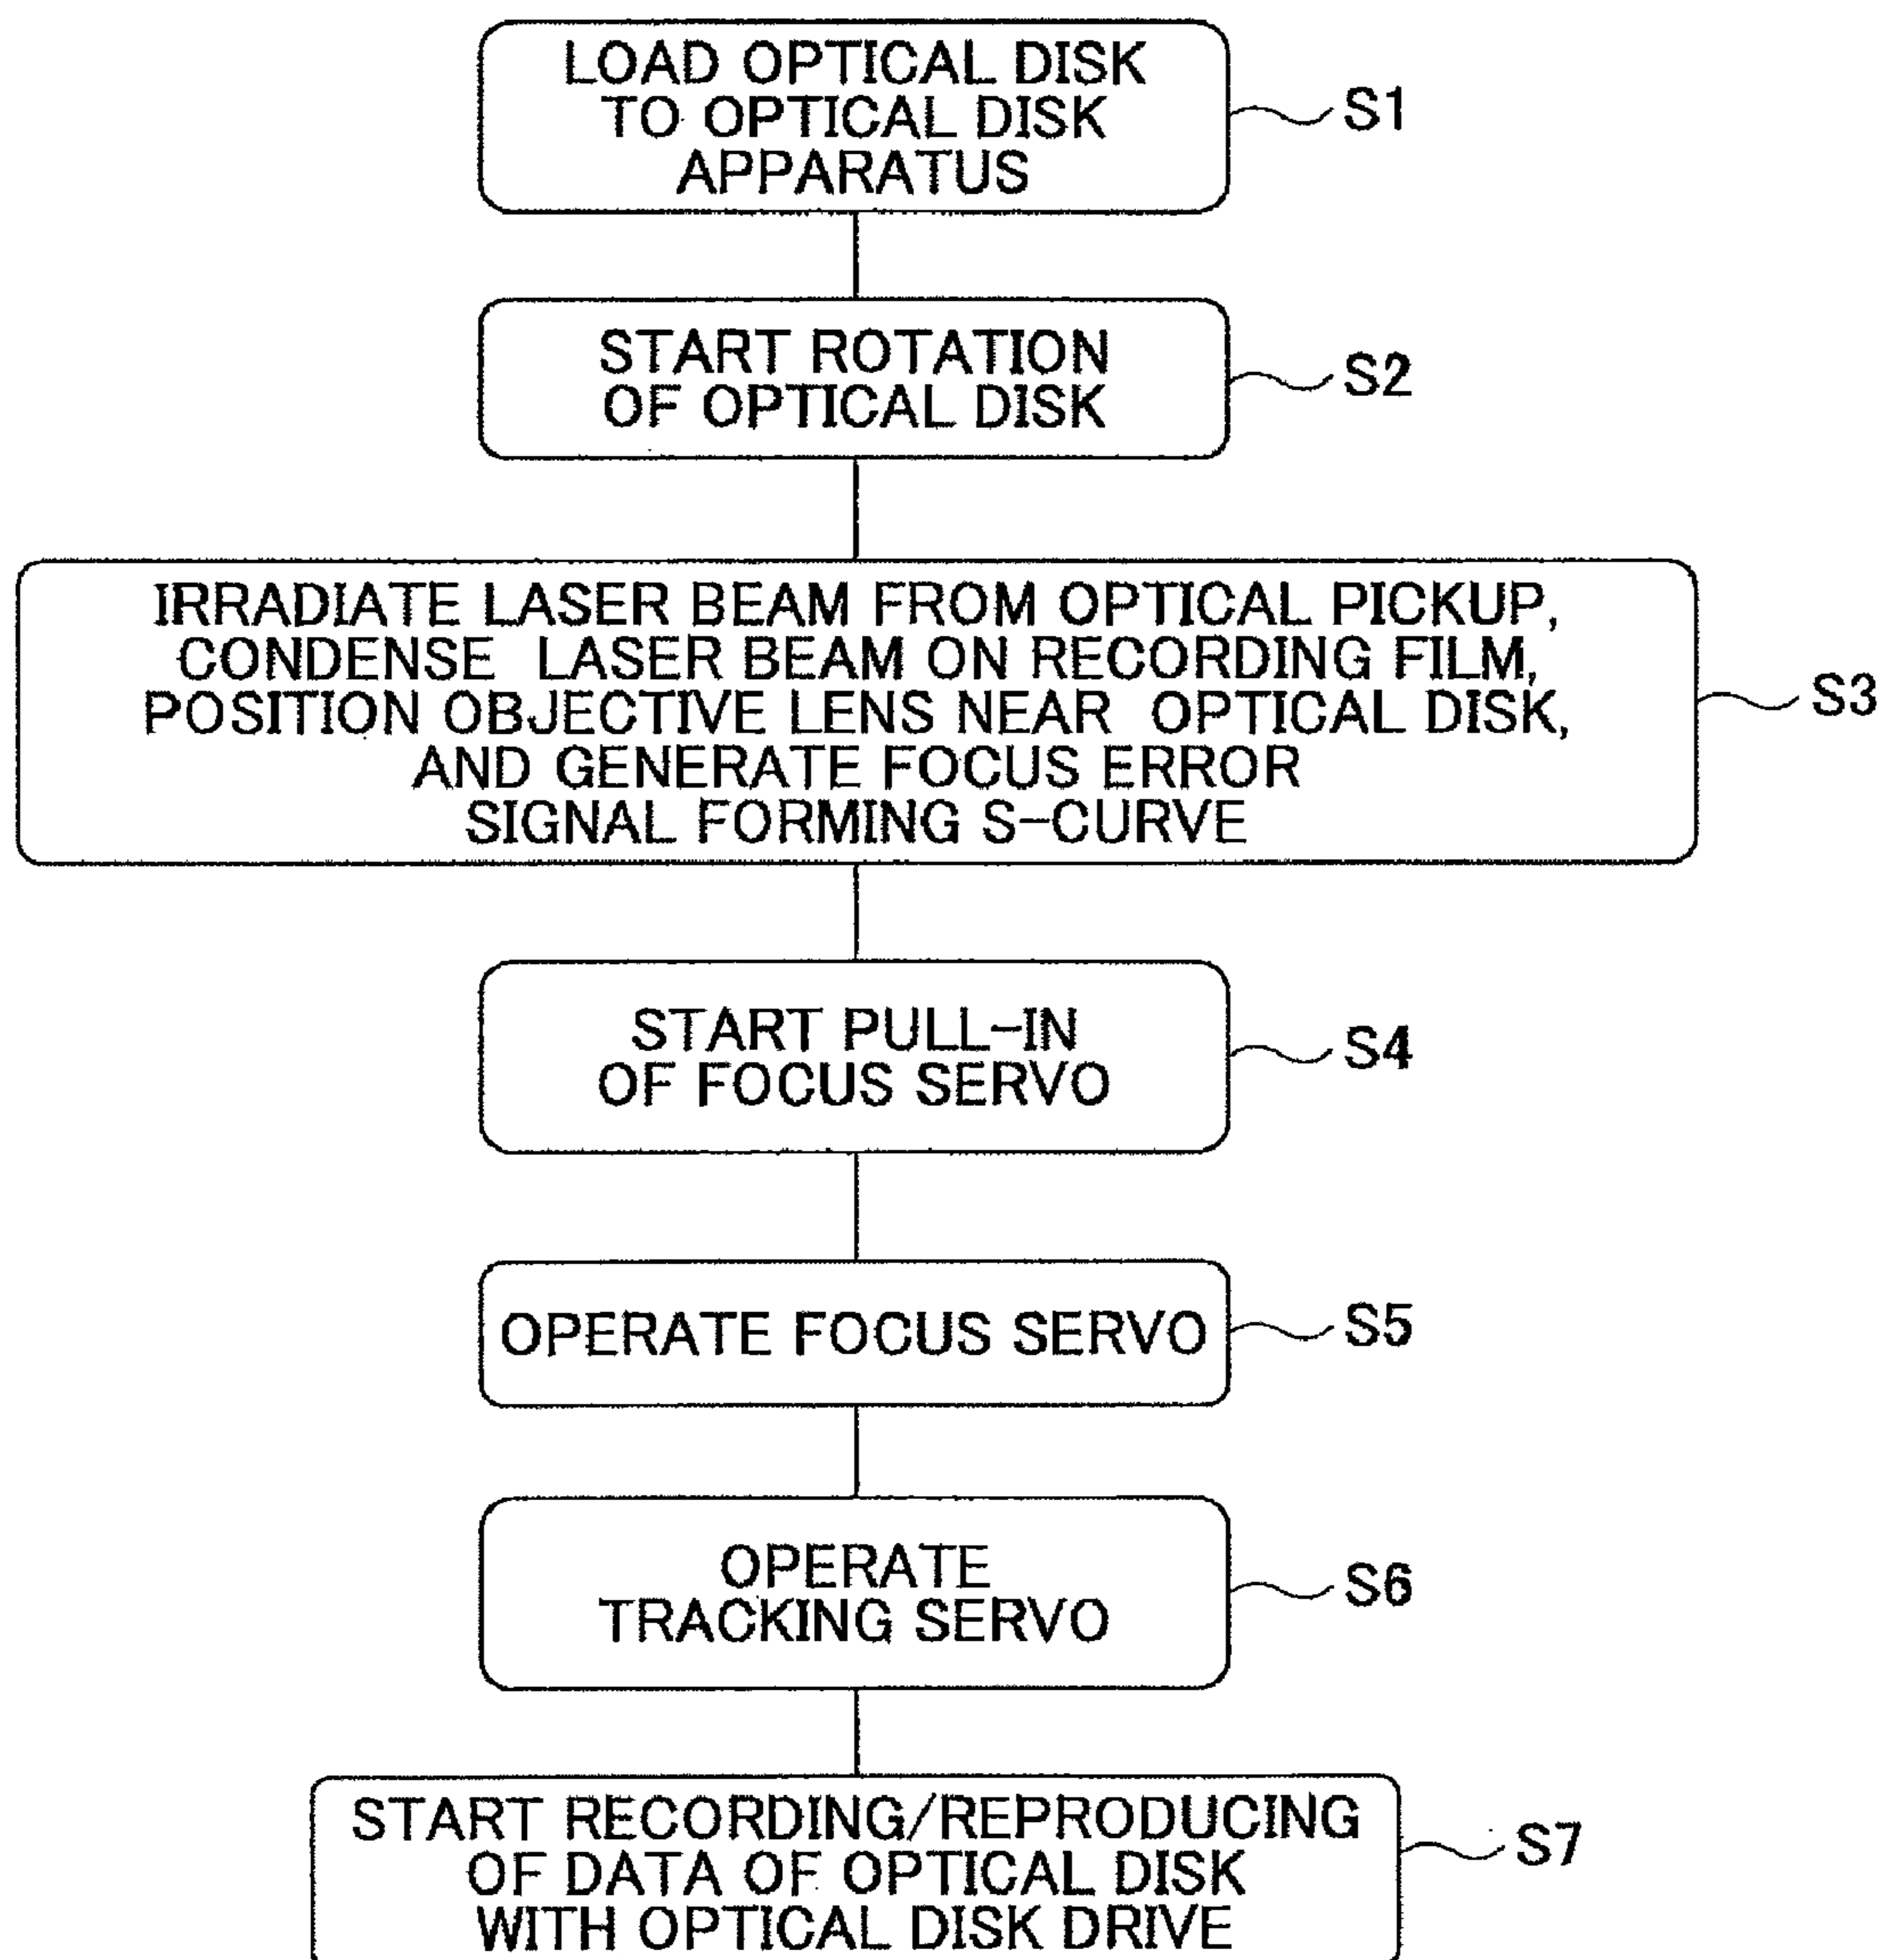 LOAD OPTICAL DISK
TO OPTICAL DISK
APPARATUS
S1
START ROTATION
OF OPTICAL DISK
S2
IRRADIATE LASER BEAM FROM OPTICAL PICKUP,
CONDENSE LASER BEAM ON RECORDING FILM,
POSITION OBJECTIVE LENS NEAR OPTICAL DISK,
AND GENERATE FOCUS ERROR
SIGNAL FORMING S-CURVE
S3
START PULL-IN
OF FOCUS SERVO
S4
OPERATE FOCUS SERVO
S5
OPERATE
TRACKING SERVO
S6
START RECORDING/REPRODUCING
OF DATA OF OPTICAL DISK
WITH OPTICAL DISK DRIVE
S7